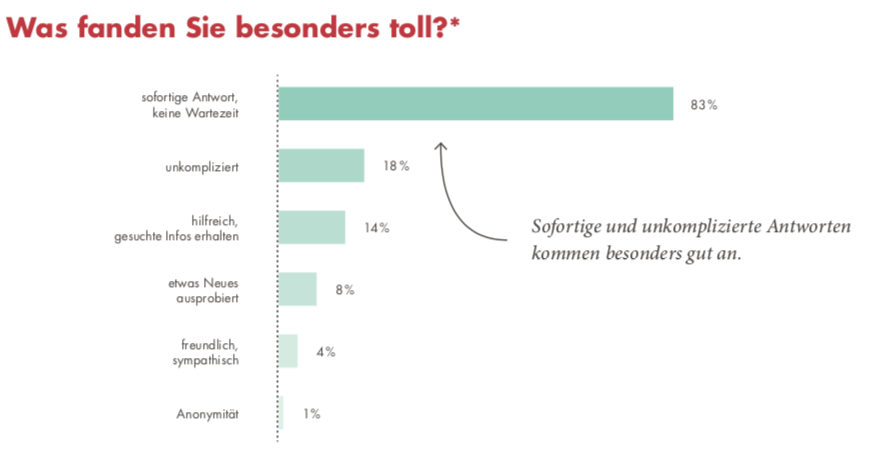 Was fanden Sie besonders toll?*
sofortige Antwort,
keine Wartezeit
83%
unkompliziert
18%
hilfreich,
gesuchte Infos erhalten
14%
Sofortige und unkomplizierte Antworten
kommen besonders gut an.
etwas Neues
ausprobiert
8%
freundlich,
sympathisch
4%
Anonymität
1%